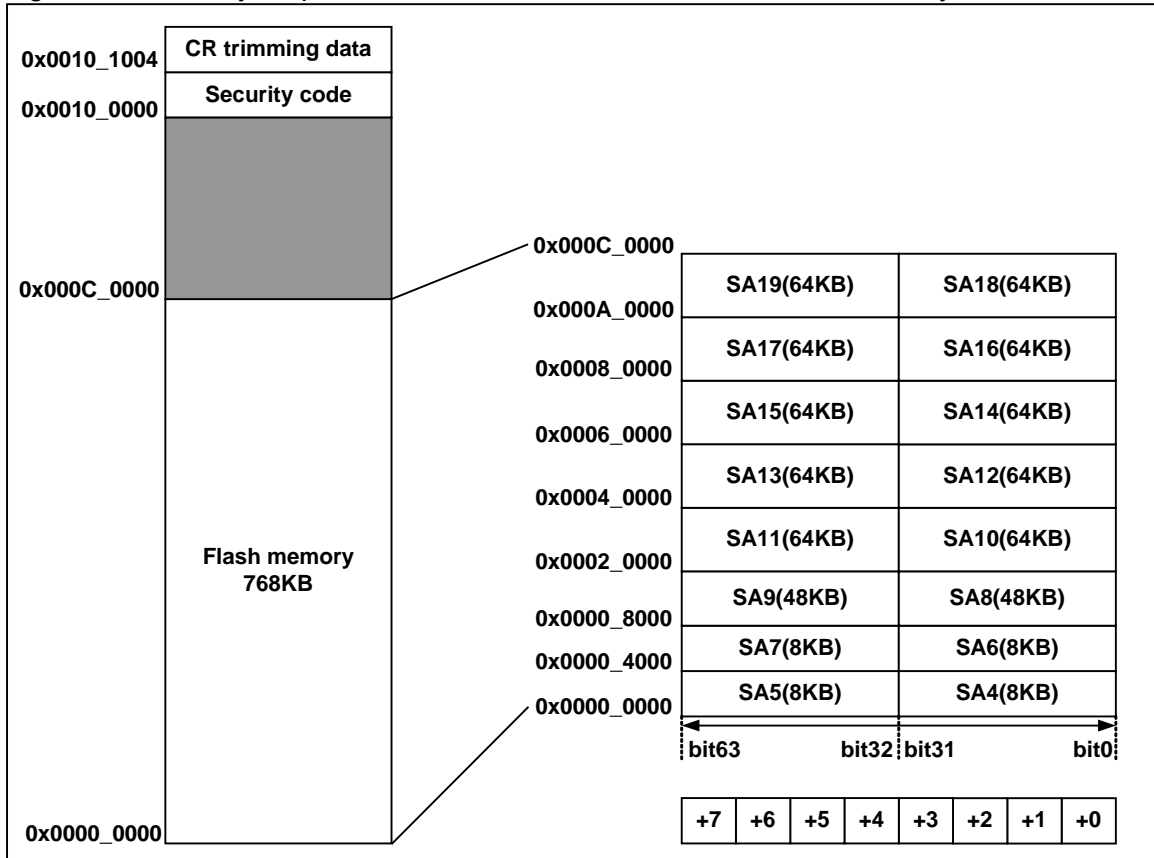 0x0010_1004
CR trimming data
0x0010_0000
Security code
0x000C_0000
Flash memory
768KB
0x0000_0000
0x000C_0000
SA19(64KB) SA18(64KB)
0x000A_0000
SA17(64KB) SA16(64KB)
0x0008_0000
SA15(64KB) SA14(64KB)
0x0006_0000
SA13(64KB) SA12(64KB)
0x0004_0000
SA11(64KB) SA10(64KB)
0x0002_0000
SA9(48KB) SA8(48KB)
0x0000_8000
SA7(8KB) SA6(8KB)
0x0000_4000
SA5(8KB) SA4(8KB)
0x0000_0000
bit63 bit32 bit31 bit0
+7 +6 +5 +4 +3 +2 +1 +0